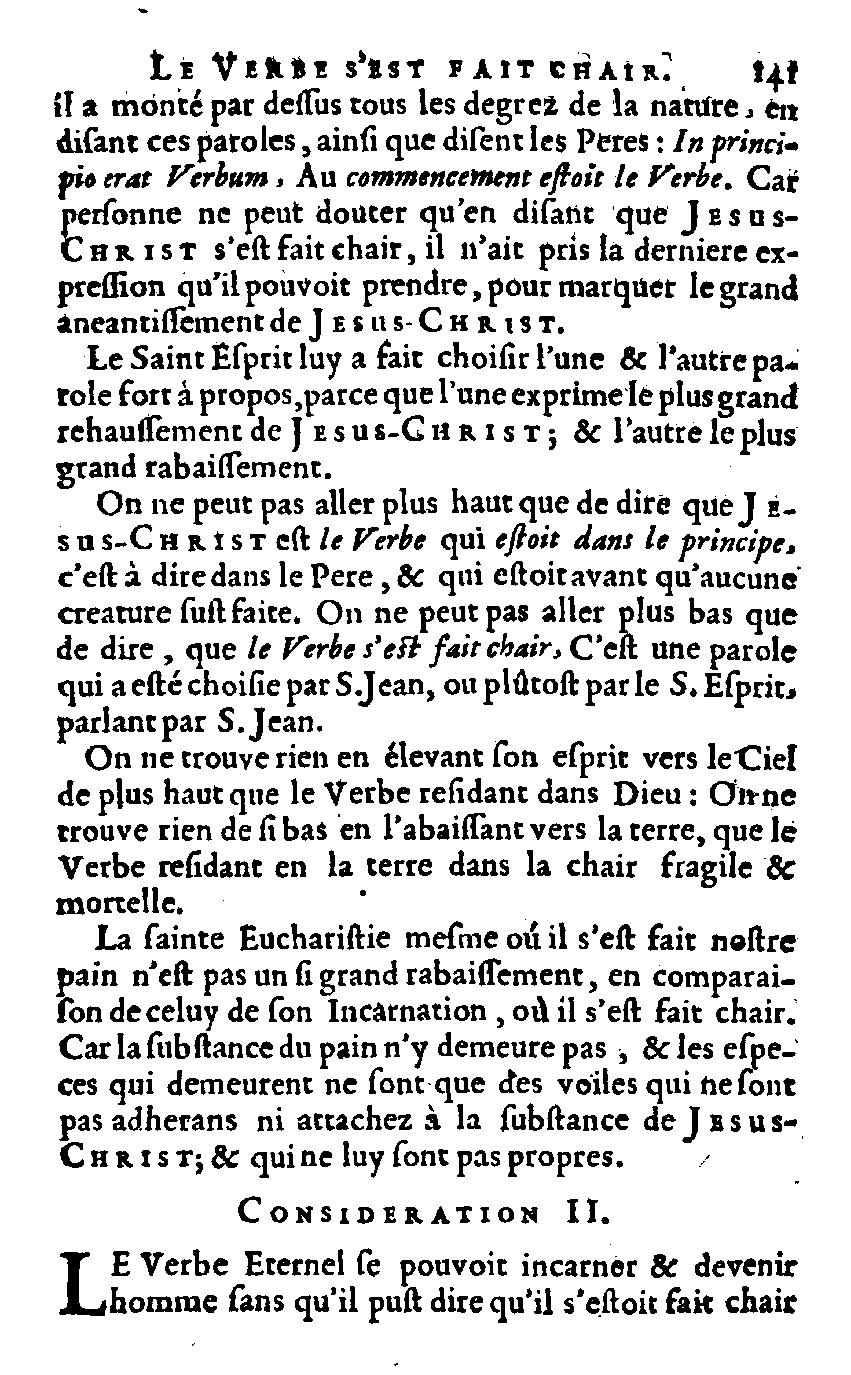 LE VERBE S'EST FAIT CHAIR. 141
il a monté par deſſus tous les degrez de la nature, en
diſant ces paroles, ainſi que diſent les Peres : In princi-
pio erat Verbum, Au commencement eſtoit le Verbe. Car
perſonne ne peut douter qu'en diſant que JESUS-
CHRIST s'eſt fait chair, il n'ait pris la derniere ex-
preſſion qu'il pouvoit prendre, pour marquer le grand
aneantiſſement de JESUS-CHRIST.
Le Saint Eſprit luy a fait choiſir l'une & l'autre pa-
role fort à propos, parce que l'une exprime le plus grand
rehauſſement de JESUS-CHRIST; & l'autre le plus
grand rabaiſſement.
On ne peut pas aller plus haut que de dire que JE-
SUS-CHRIST eſt le Verbe qui eſtoit dans le principe,
c'eſt à dire dans le Pere, & qui eſtoit avant qu'aucune
creature fuſt faite. On ne peut pas aller plus bas que
de dire, que le Verbe s'eſt fait chair, C'eſt une parole
qui a eſté choiſie par S. Jean, ou plûtoſt par le S. Eſprit,
parlant par S. Jean.
On ne trouve rien en élevant ſon eſprit vers le Ciel
de plus haut que le Verbe reſidant dans Dieu : On ne
trouve rien de ſi bas en l'abaiſſant vers la terre, que le
Verbe reſidant en la terre dans la chair fragile &
mortelle.
La ſainte Euchariſtie meſme où il s'eſt fait noſtre
pain n'eſt pas un ſi grand rabaiſſement, en comparai-
ſon de celuy de ſon Incarnation, où il s'eſt fait chair.
Car la ſubſtance du pain n'y demeure pas, & les eſpe-
ces qui demeurent ne ſont que des voiles qui ne ſont
pas adherans ni attachez à la ſubſtance de JESUS-
CHRIST; & qui ne luy ſont pas propres.
CONSIDERATION II.
LE Verbe Eternel ſe pouvoit incarner & devenir
homme ſans qu'il puſt dire qu'il s'eſtoit fait chair